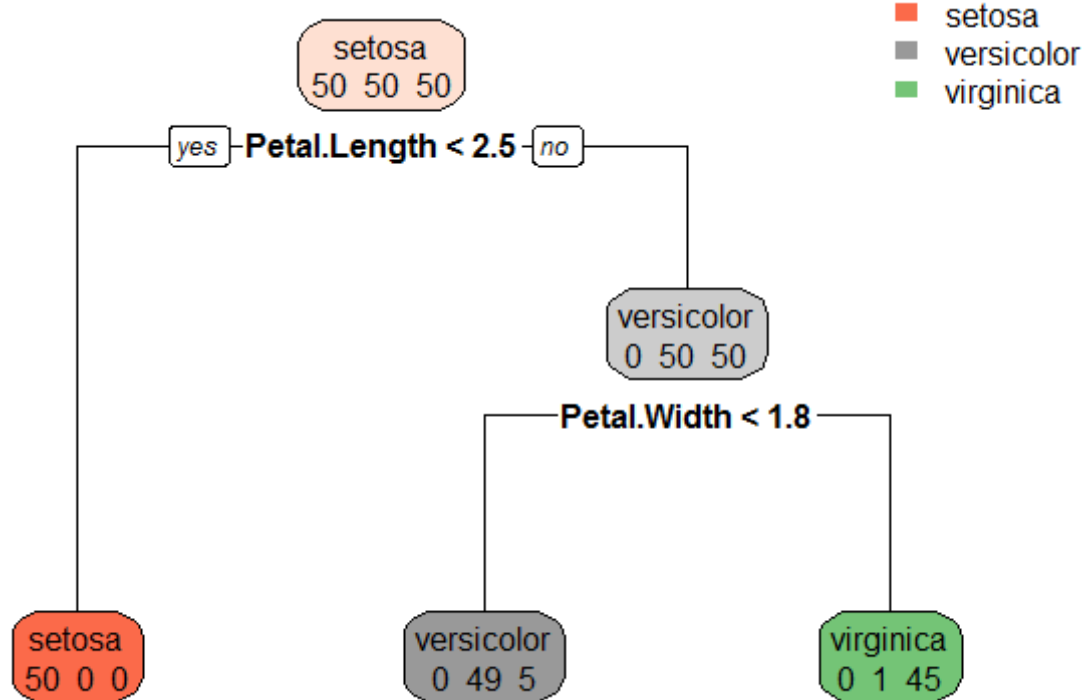 setosa
versicolor
virginica
setosa
50 50 50
yes Petal.Length < 2.5 no
versicolor
0 50 50
Petal.Width < 1.8
setosa
50 0 0
versicolor
0 49 5
virginica
0 1 45